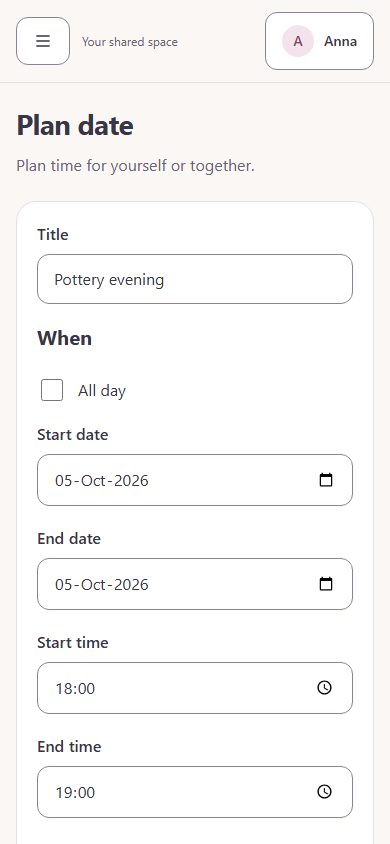 Your shared space
A Anna
Plan date
Plan time for yourself or together.
Title
Pottery evening
When
All day
Start date
05-Oct-2026
End date
05-Oct-2026
Start time
18:00
End time
19:00